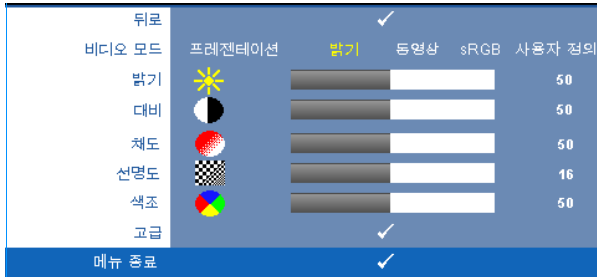 뒤로
비디오 모드 프레젠테이션 밝기 동영상 sRGB 사용자 정의
밝기 50
대비 50
채도 50
선명도 16
색조 50
고급
메뉴 종료